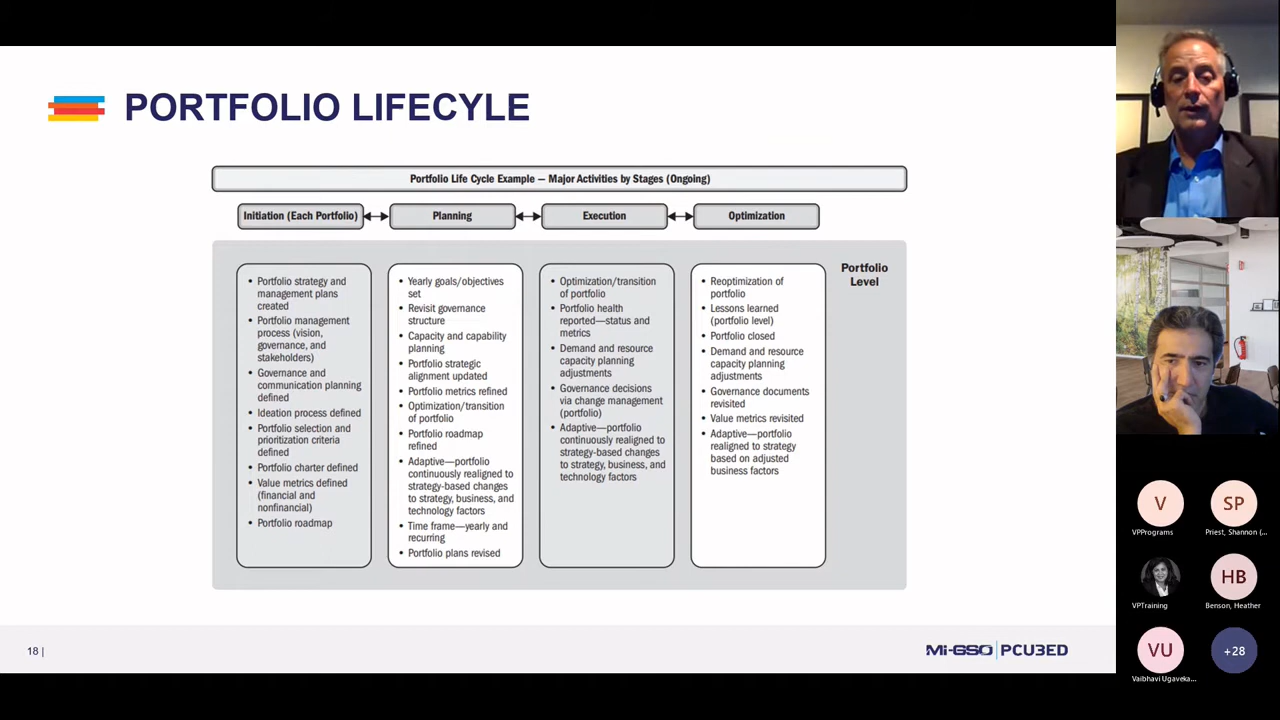 PORTFOLIO LIFECYLE
Portfolio Life Cycle Example — Major Activities by Stages (Ongoing)
Initiation (Each Portfolio)
Planning
Execution
Optimization
• Portfolio strategy and
management plans
created
• Portfolio management
process (vision,
governance, and
stakeholders)
• Governance and
communication planning
defined
• Ideation process defined
• Portfolio selection and
prioritization criteria
defined
• Portfolio charter defined
• Value metrics defined
(financial and
nonfinancial)
• Portfolio roadmap
• Yearly goals/objectives
set
• Revisit governance
structure
• Capacity and capability
planning
• Portfolio strategic
alignment updated
• Portfolio metrics refined
• Optimization/transition
of portfolio
• Portfolio roadmap
refined
• Adaptive—portfolio
continuously realigned to
strategy-based changes
to strategy, business, and
technology factors
• Time frame—yearly and
recurring
• Portfolio plans revised
• Optimization/transition
of portfolio
• Portfolio health
reported—status and
metrics
• Demand and resource
capacity planning
adjustments
• Governance decisions
via change management
(portfolio)
• Adaptive—portfolio
continuously realigned to
strategy-based changes
to strategy, business, and
technology factors
• Reoptimization of
portfolio
• Lessons learned
(portfolio level)
• Portfolio closed
• Demand and resource
capacity planning
adjustments
• Governance documents
revisited
• Value metrics revisited
• Adaptive—portfolio
realigned to strategy
based on adjusted
business factors
Portfolio
Level
18 |
Mi-GSO | PCU3ED
V
VPPrograms
SP
Priest, Shannon (...
VPTraining
HB
Benson, Heather
VU
Vaibhavi Ugaveka...
+28